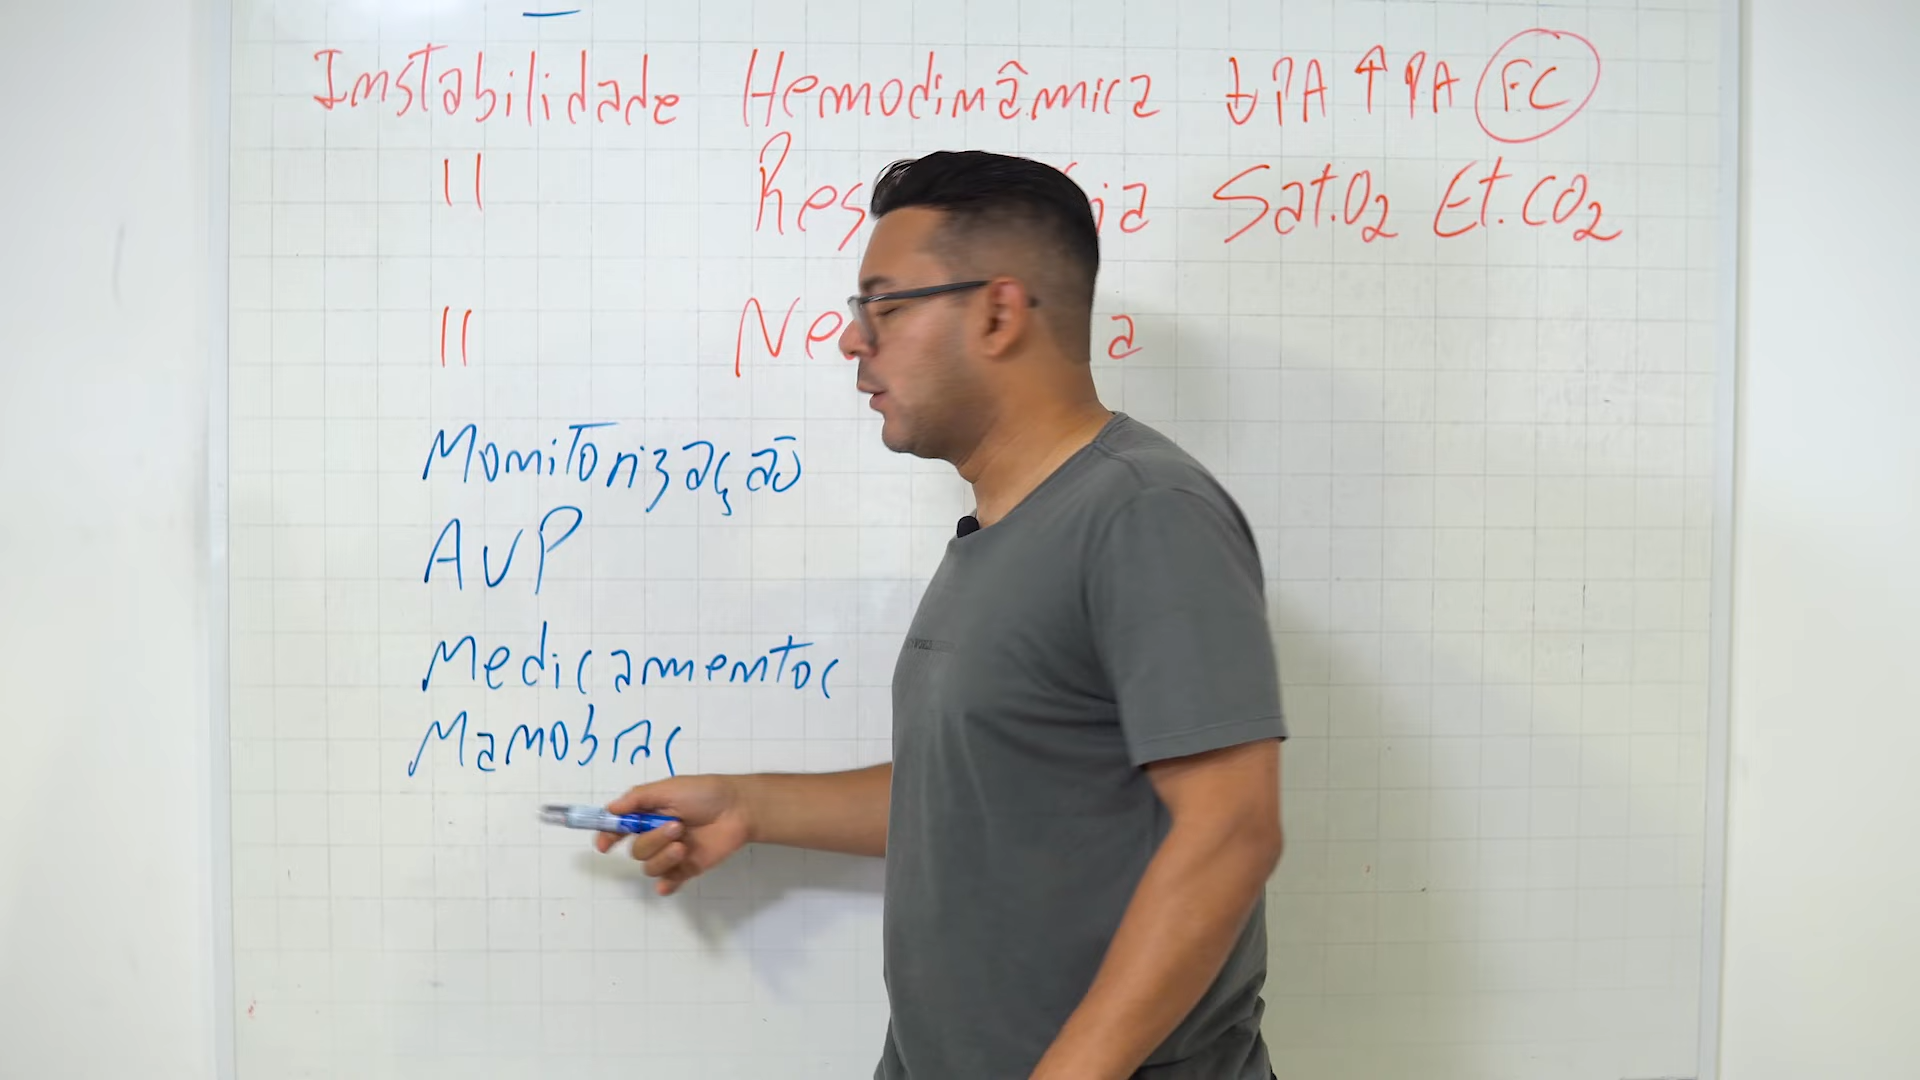 Instabilidade Hemodinâmica ↓PA ↑PA FC
" Sat.O2 Et.CO2
"
Monitorização
AVP
Medicamentos
Manobras